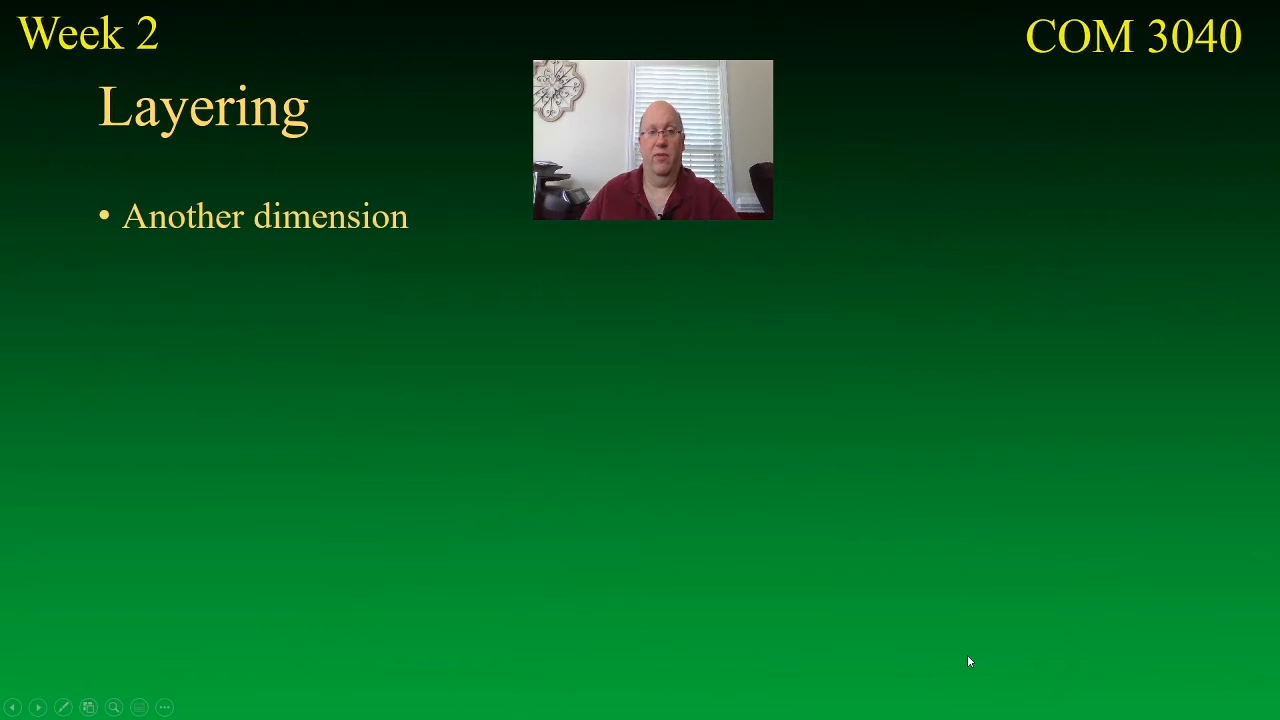 Week 2
COM 3040
Layering
• Another dimension